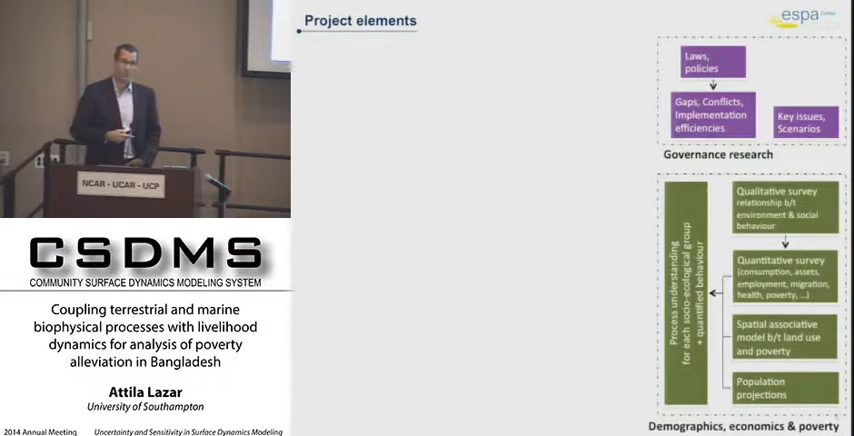 Project elements
espa
Laws,
policies
Gaps, Conflicts,
Implementation
efficiencies
Key issues,
Scenarios
Governance research
Process understanding
for each socio-ecological group
+ quantified behaviour
Qualitative survey
relationship b/t
environment & social
behaviour
Quantitative survey
(consumption, assets,
employment, migration,
health, poverty, ...)
Spatial associative
model b/t land use
and poverty
Population
projections
Demographics, economics & poverty
NCAR - UCAR - UCP
CSDMS
COMMUNITY SURFACE DYNAMICS MODELING SYSTEM
Coupling terrestrial and marine
biophysical processes with livelihood
dynamics for analysis of poverty
alleviation in Bangladesh
Attila Lazar
University of Southampton
2014 Annual Meeting
Uncertainty and Sensitivity in Surface Dynamics Modeling